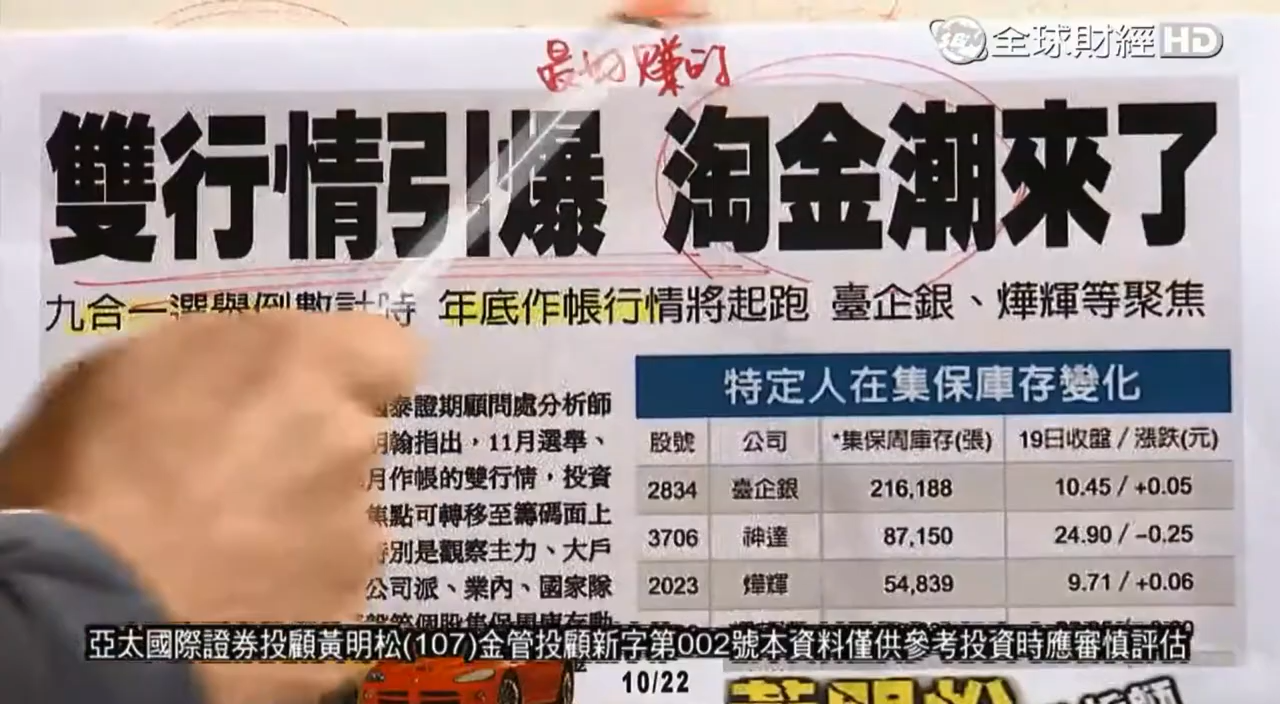 全球財經HD
最好賺的
雙行情引爆 淘金潮來了
九合一選舉倒數計時 年底作帳行情將起跑 臺企銀、燁輝等聚焦
泰證期顧問處分析師
明翰指出，11月選舉、
月作帳的雙行情，投資
焦點可轉移至籌碼面上
特別是觀察主力、大戶
公司派、業內、國家隊
特定人在集保庫存變化
股號 公司 *集保周庫存(張) 19日收盤 / 漲跌(元)
2834 臺企銀 216,188 10.45 / +0.05
3706 神達 87,150 24.90 / -0.25
2023 燁輝 54,839 9.71 / +0.06
亞太國際證券投顧黃明松(107)金管投顧新字第002號本資料僅供參考投資時應審慎評估
10/22